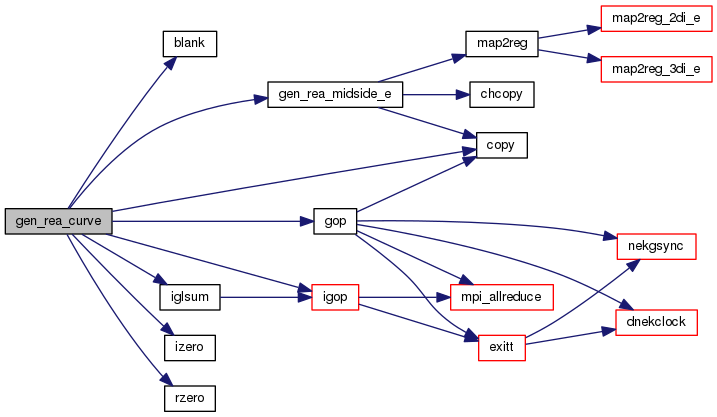 map2reg_2di_e
blank
map2reg
map2reg_3di_e
gen_rea_midside_e
chcopy
copy
gen_rea_curve
gop
nekgsync
iglsum
igop
mpi_allreduce
dnekclock
izero
exitt
rzero